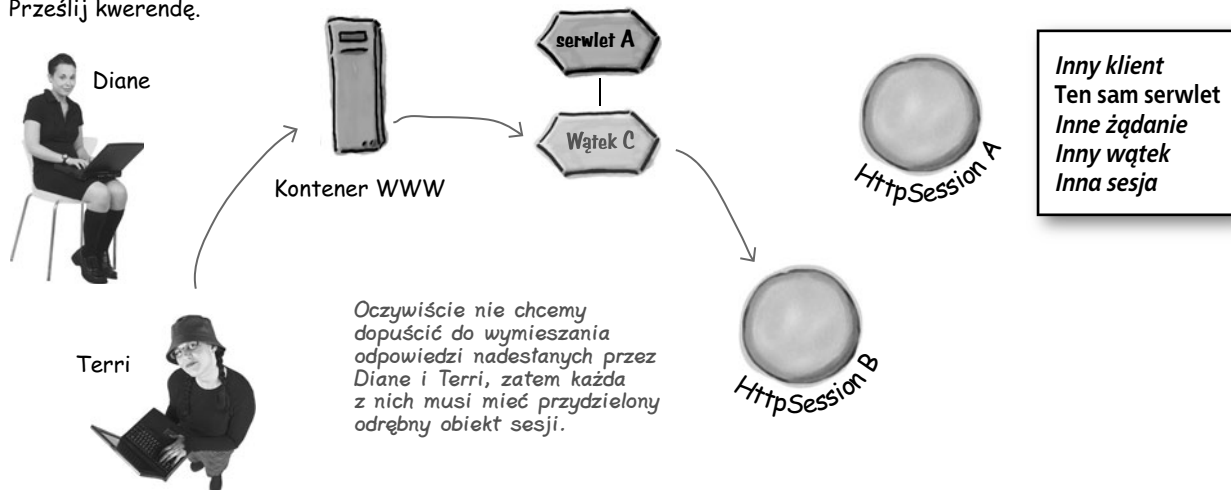 Prześlij kwerendę.
Diane
serwlet A
Wątek C
Kontener WWW
HttpSession A
Inny klient
Ten sam serwlet
Inne żądanie
Inny wątek
Inna sesja
Terri
Oczywiście nie chcemy
dopuścić do wymieszania
odpowiedzi nadesłanych przez
Diane i Terri, zatem każda
z nich musi mieć przydzielony
odrębny obiekt sesji.
HttpSession B